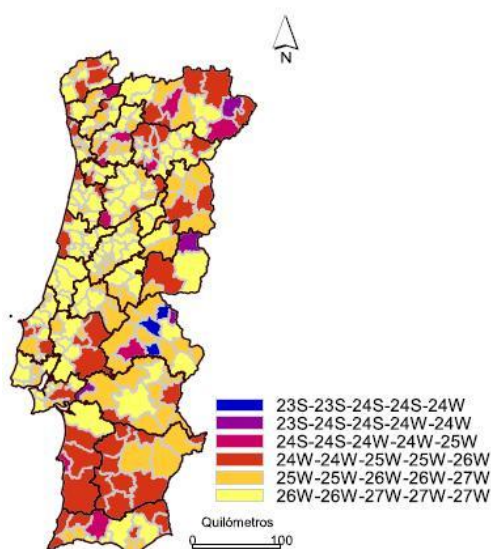 N
23S-23S-24S-24S-24W
23S-24S-24S-24W-24W
24S-24S-24W-24W-25W
24W-24W-25W-25W-26W
25W-25W-26W-26W-27W
26W-26W-27W-27W-27W
Quilómetros
0 100